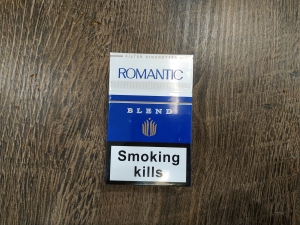 FILTER CIGARETTES
ROMANTIC
BLEND
Smoking
kills